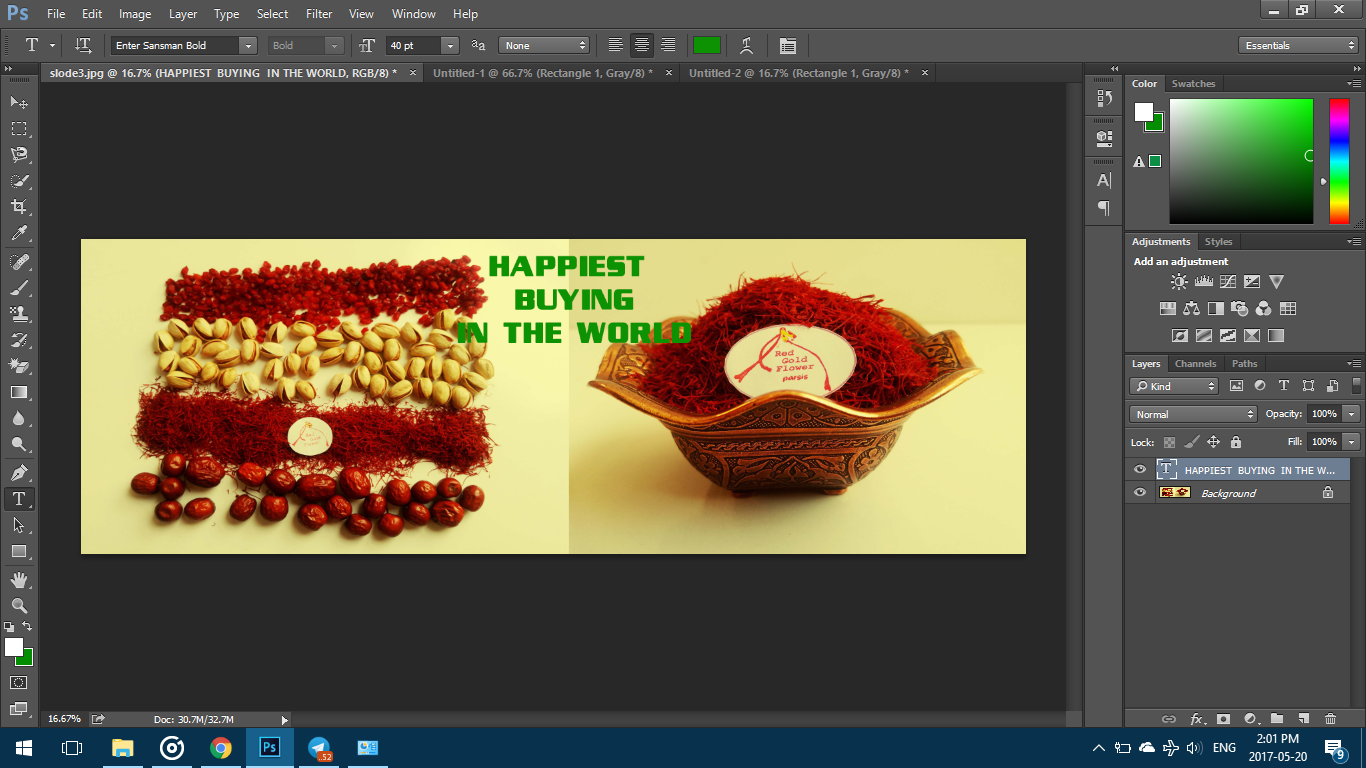 Ps File Edit Image Layer Type Select Filter View Window Help
T Enter Sansman Bold Bold 40 pt aa None Essentials
slode3.jpg @ 16.7% (HAPPIEST BUYING IN THE WORLD, RGB/8) * × Untitled-1 @ 66.7% (Rectangle 1, Gray/8) * × Untitled-2 @ 16.7% (Rectangle 1, Gray/8) * ×
Color Swatches
HAPPIEST
BUYING
IN THE WORLD
Red
Gold
Flower
parsis
Adjustments Styles
Add an adjustment
Layers Channels Paths
Kind
Normal Opacity: 100%
Lock: Fill: 100%
T HAPPIEST BUYING IN THE W...
Background
16.67% Doc: 30.7M/32.7M
Ps .52 ENG 2:01 PM
2017-05-20 9